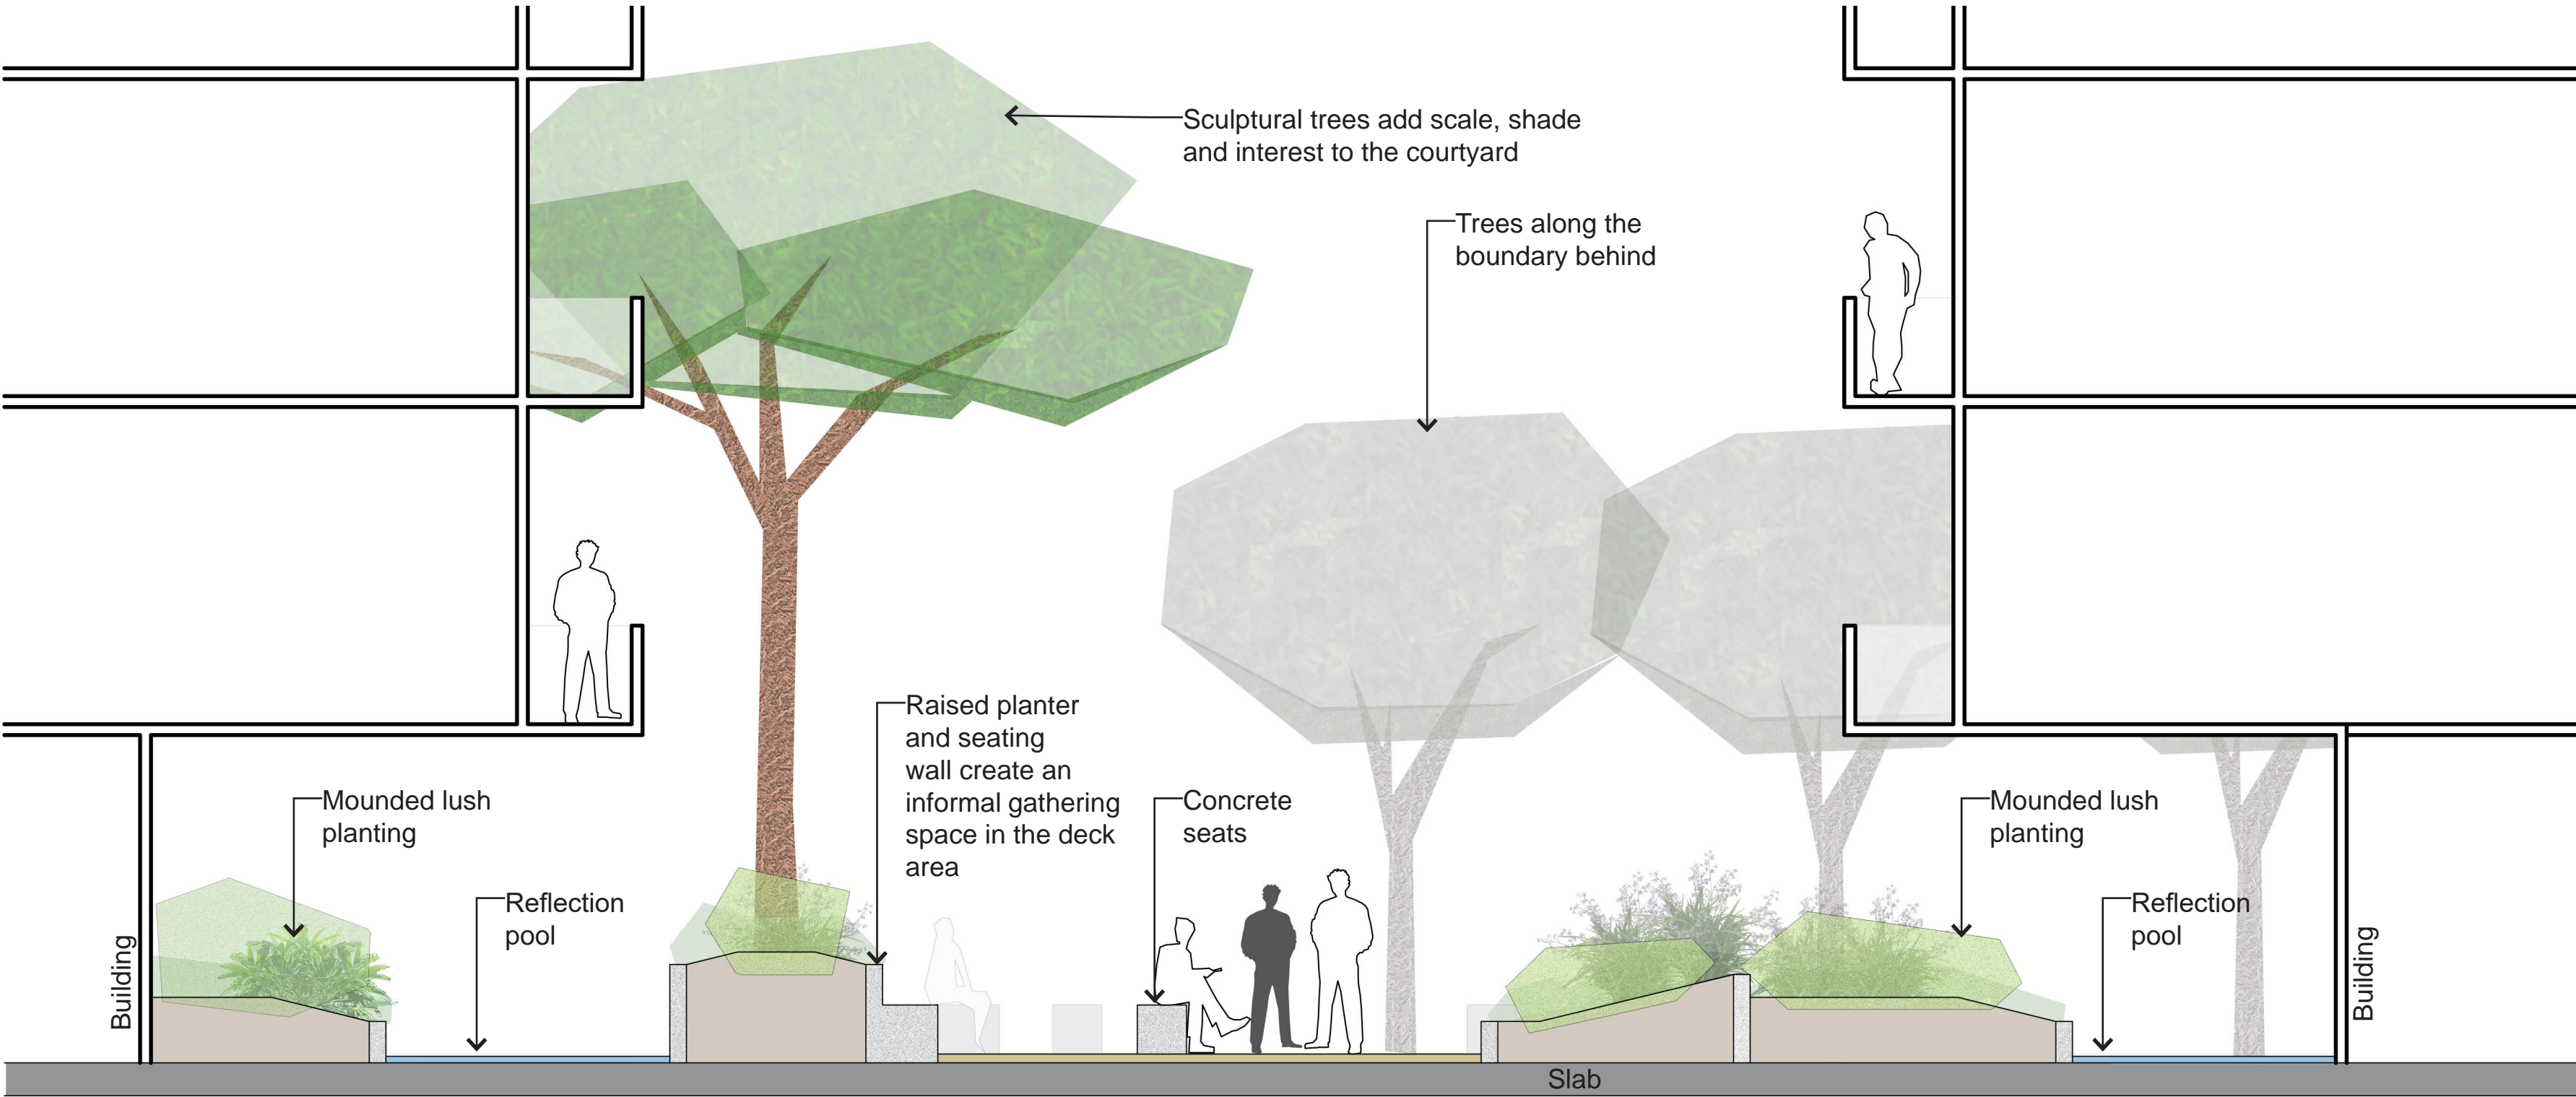 Sculptural trees add scale, shade
and interest to the courtyard
Trees along the
boundary behind
Raised planter
and seating
wall create an
informal gathering
space in the deck
area
Mounded lush
planting
Concrete
seats
Mounded lush
planting
Reflection
pool
Reflection
pool
Building
Building
Slab